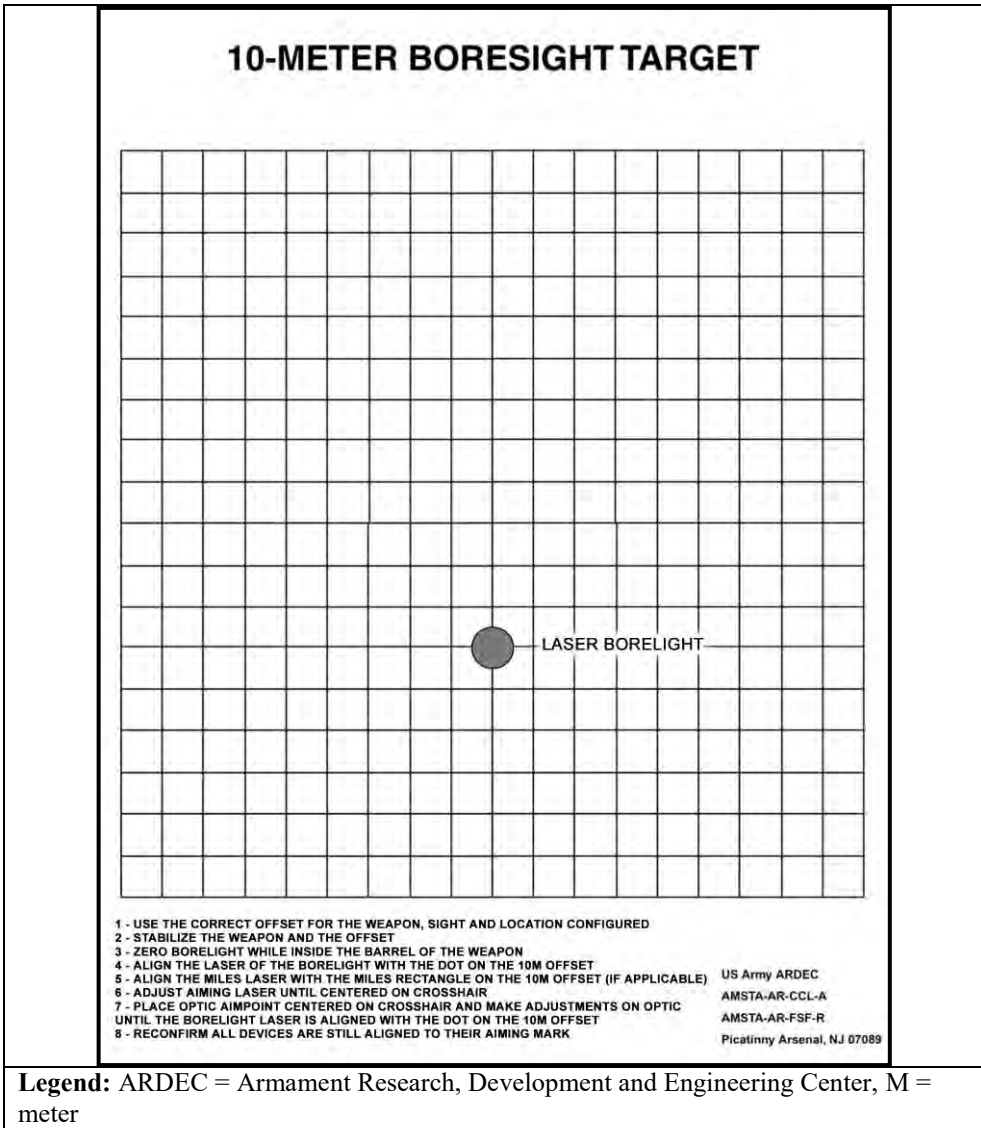 10-METER BORESIGHT TARGET
LASER BORELIGHT
1 - USE THE CORRECT OFFSET FOR THE WEAPON, SIGHT AND LOCATION CONFIGURED
2 - STABILIZE THE WEAPON AND THE OFFSET
3 - ZERO BORELIGHT WHILE INSIDE THE BARREL OF THE WEAPON
4 - ALIGN THE LASER OF THE BORELIGHT WITH THE DOT ON THE 10M OFFSET
5 - ALIGN THE MILES LASER WITH THE MILES RECTANGLE ON THE 10M OFFSET (IF APPLICABLE)
6 - ADJUST AIMING LASER UNTIL CENTERED ON CROSSHAIR
7 - PLACE OPTIC AIMPOINT CENTERED ON CROSSHAIR AND MAKE ADJUSTMENTS ON OPTIC
UNTIL THE BORELIGHT LASER IS ALIGNED WITH THE DOT ON THE 10M OFFSET
8 - RECONFIRM ALL DEVICES ARE STILL ALIGNED TO THEIR AIMING MARK
US Army ARDEC
AMSTA-AR-CCL-A
AMSTA-AR-FSF-R
Picatinny Arsenal, NJ 07089
Legend: ARDEC = Armament Research, Development and Engineering Center, M =
meter